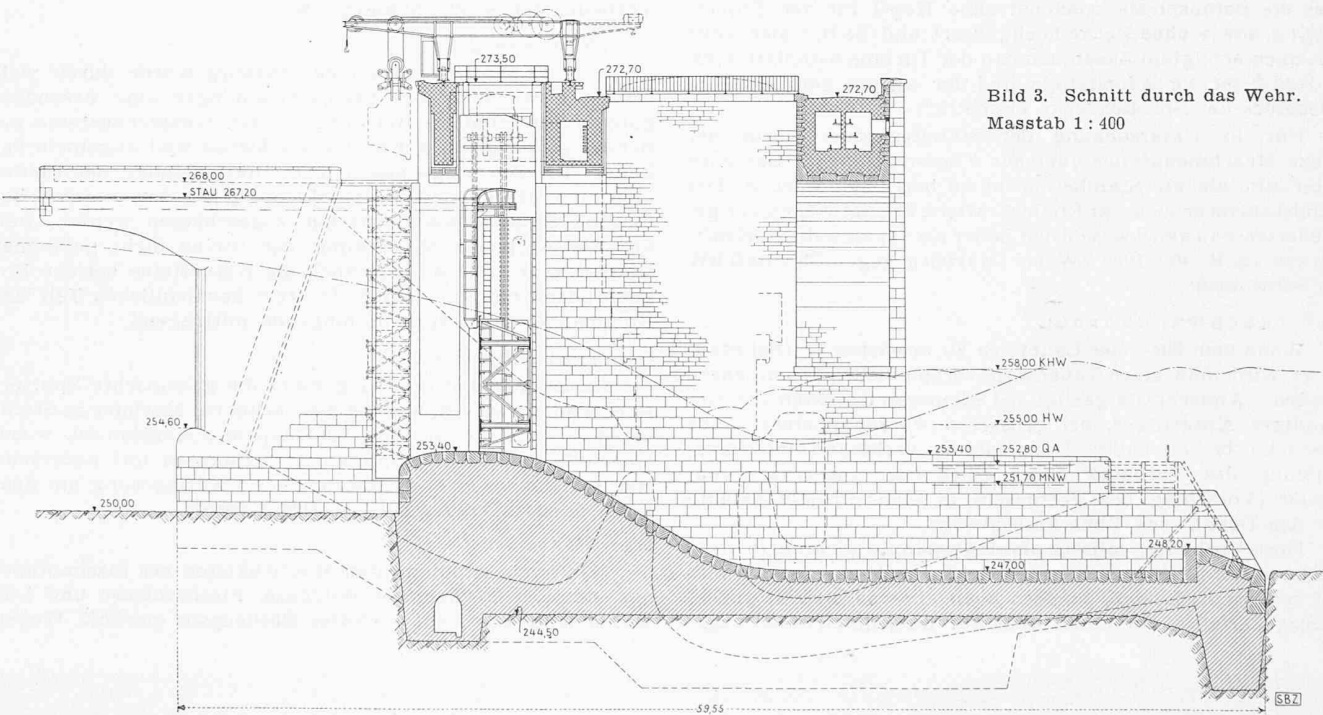 Bild 3. Schnitt durch das Wehr.
Masstab 1 : 400
273,50
272,70
272,70
268,00
STAU 267,20
258,00 KHW
255,00 HW
254,60
253,40
253,40
252,80 QA
251,70 MNW
250,00
248,20
247,00
244,50
59,55
SBZ